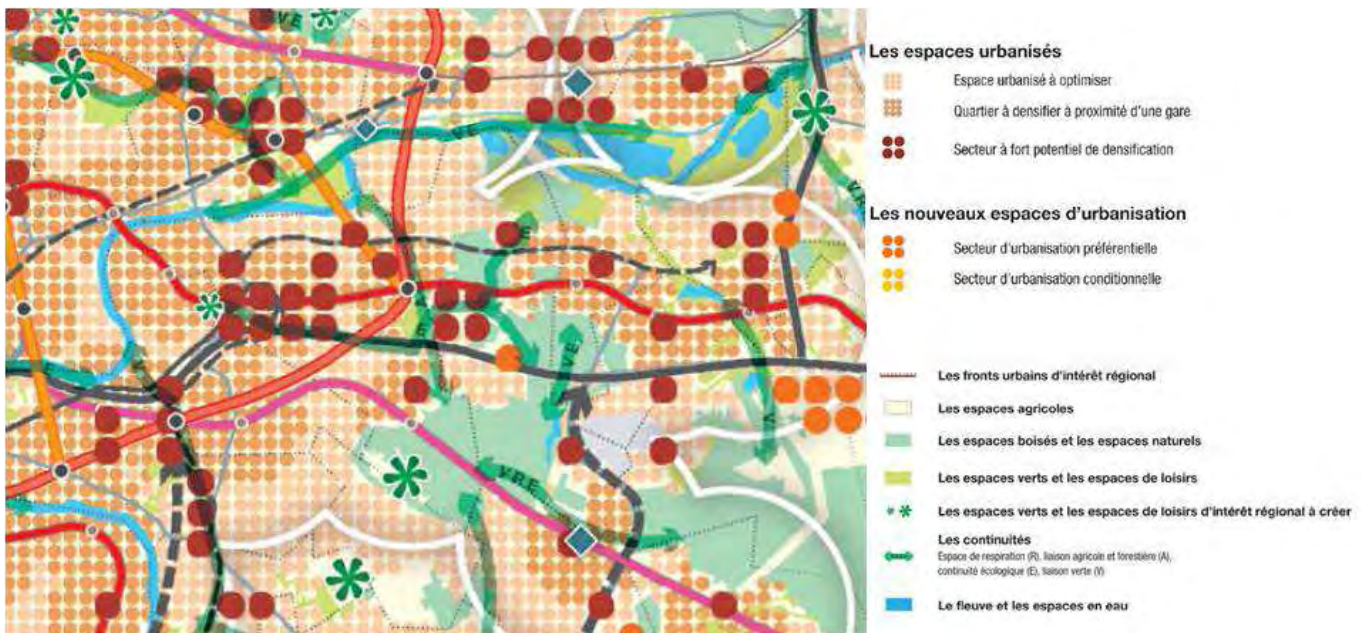 Les espaces urbanisés
Espace urbanisé à optimiser
Quartier à densifier à proximité d'une gare
Secteur à fort potentiel de densification
Les nouveaux espaces d'urbanisation
Secteur d'urbanisation préférentielle
Secteur d'urbanisation conditionnelle
Les fronts urbains d'intérêt régional
Les espaces agricoles
Les espaces boisés et les espaces naturels
Les espaces verts et les espaces de loisirs
Les espaces verts et les espaces de loisirs d'intérêt régional à créer
Les continuités
Espace de respiration (R), liaison agricole et forestière (A),
continuité écologique (E), liaison verte (V)
Le fleuve et les espaces en eau
V.E.
V.E.
V.R.E.